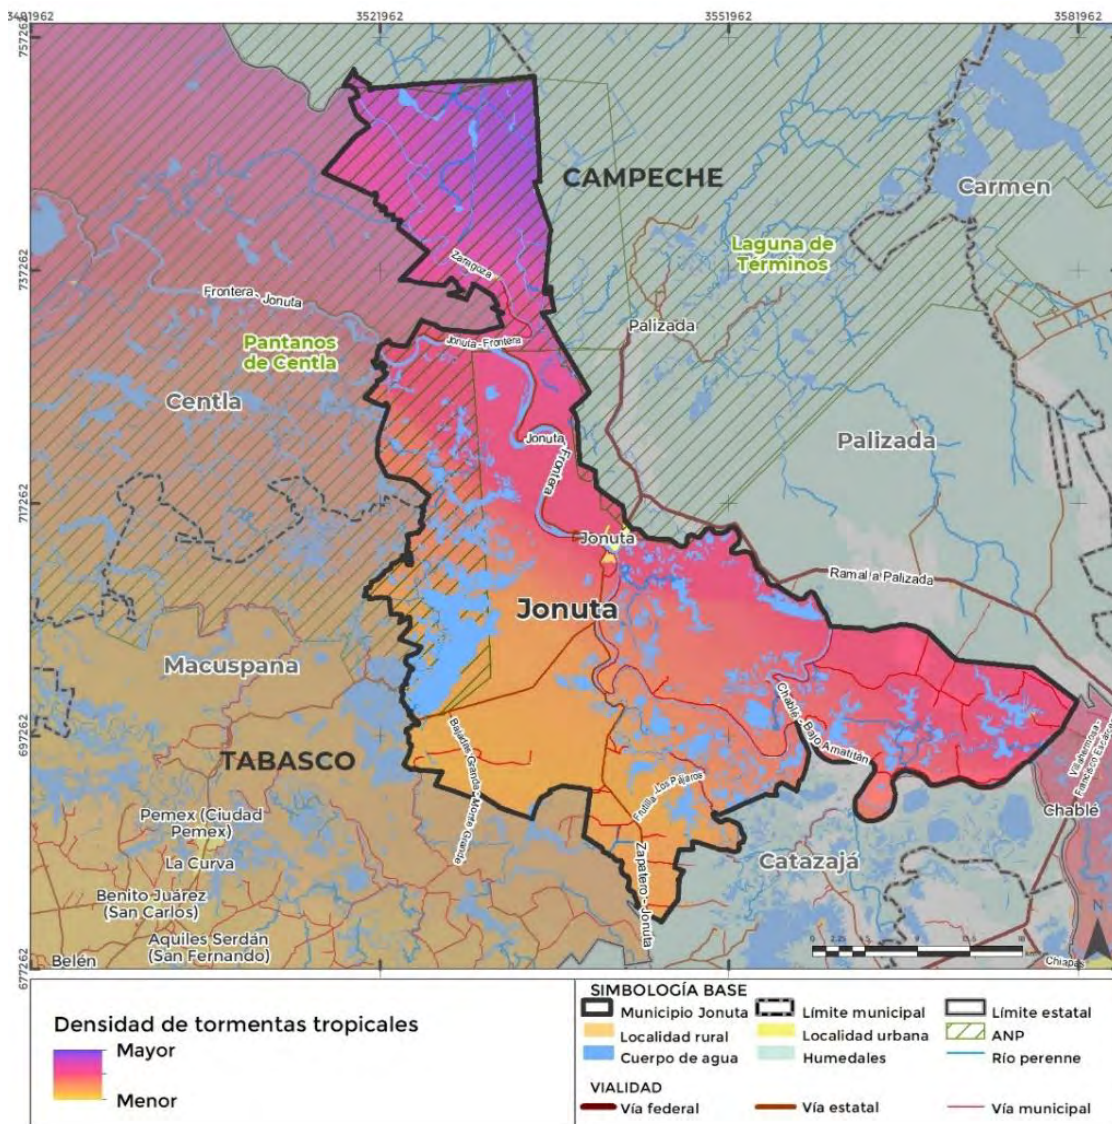 3521962
3551962
3581962
CAMPECHE
Carmen
Laguna de
Términos
Zaragoza
Frontera - Jonuta
737262
Palizada
Jonuta - Frontera
Pantanos
de Centla
Centla
Palizada
Jonuta
Frontera
717262
Jonuta
Ramal a Palizada
Jonuta
Macuspana
697262
Chablé - Bajo Amatitán
TABASCO
Frutilla - Los Pájaros
Zapatero - Jonuta
Chablé
Pemex (Ciudad
Pemex)
La Curva
Catazajá
Benito Juárez
(San Carlos)
Aquiles Serdán
(San Fernando)
Belén
N
Chiapas
677262
Densidad de tormentas tropicales
Mayor
Menor
SIMBOLOGÍA BASE
Municipio Jonuta
Límite municipal
Límite estatal
Localidad rural
Localidad urbana
ANP
Cuerpo de agua
Humedales
Río perenne
VIALIDAD
Vía federal
Vía estatal
Vía municipal